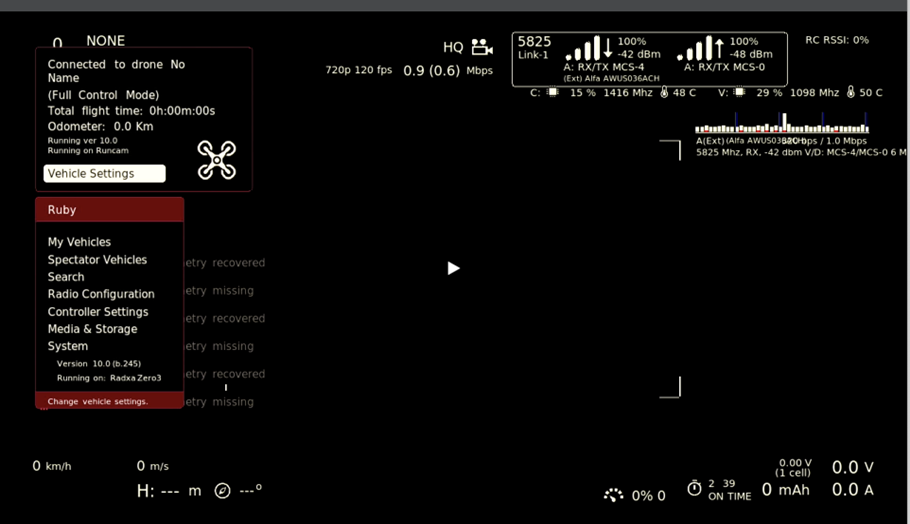 0 NONE
HQ
720p 120 fps 0.9 (0.6) Mbps
5825
Link-1
100%
-42 dBm
100%
-48 dBm
A: RX/TX MCS-4
A: RX/TX MCS-0
(Ext) Alfa AWUS036ACH
RC RSSI: 0%
C: 15 % 1416 Mhz 48 C V: 29 % 1098 Mhz 50 C
A(Ext) (Alfa AWUS036ACH) bps / 1.0 Mbps
5825 Mhz, RX, -42 dbm V/D: MCS-4/MCS-0 6 M
Connected to drone No
Name
(Full Control Mode)
Total flight time: 0h:00m:00s
Odometer: 0.0 Km
Running ver 10.0
Running on Runcam
Vehicle Settings
Ruby
My Vehicles
Spectator Vehicles
Search
Radio Configuration
Controller Settings
Media & Storage
System
Version 10.0 (b.245)
Running on: Radxa Zero3
Change vehicle settings.
etry recovered
etry missing
etry recovered
etry missing
etry recovered
etry missing
0 km/h 0 m/s
H: --- m ---°
0% 0
2 39
ON TIME
0.00 V
(1 cell)
0.0 V
0 mAh 0.0 A